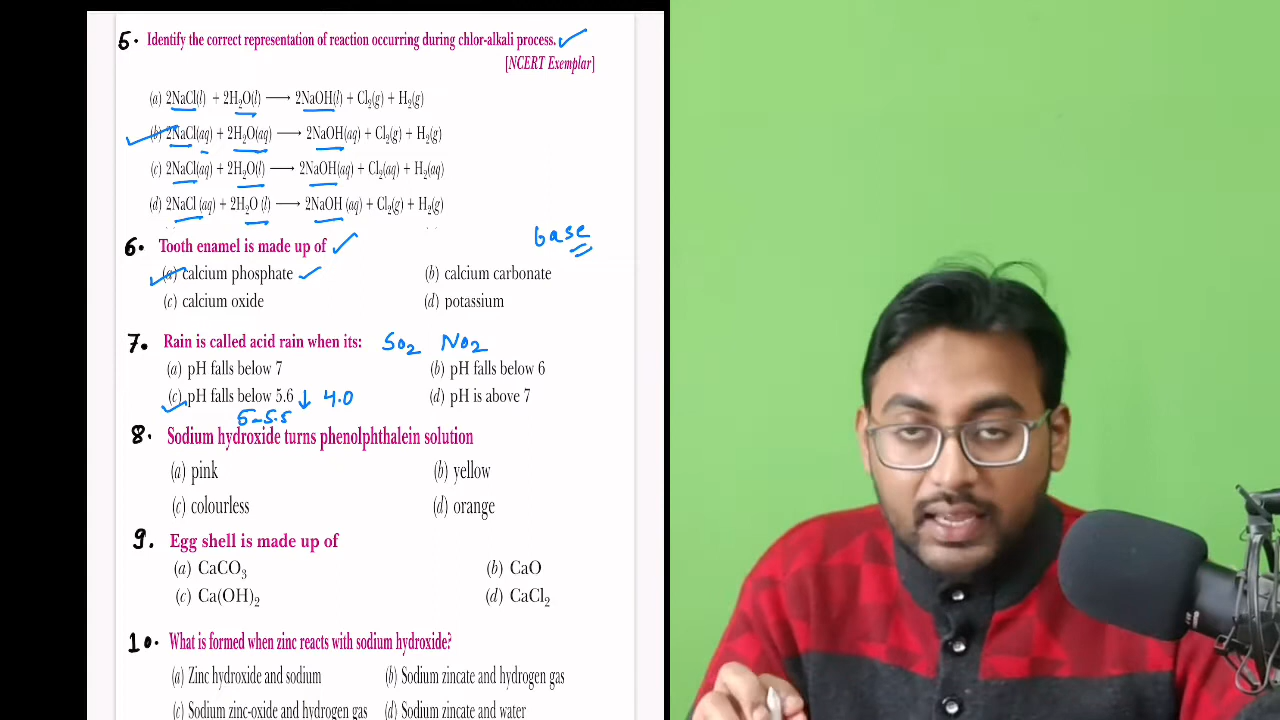 5. Identify the correct representation of reaction occurring during chlor-alkali process.
[NCERT Exemplar]
(a) 2NaCl(l) + 2H₂O(l) ⟶ 2NaOH(l) + Cl₂(g) + H₂(g)
(b) 2NaCl(aq) + 2H₂O(aq) ⟶ 2NaOH(aq) + Cl₂(g) + H₂(g)
(c) 2NaCl(aq) + 2H₂O(l) ⟶ 2NaOH(aq) + Cl₂(aq) + H₂(aq)
(d) 2NaCl (aq) + 2H₂O (l) ⟶ 2NaOH (aq) + Cl₂(g) + H₂(g)
base
6. Tooth enamel is made up of
(a) calcium phosphate (b) calcium carbonate
(c) calcium oxide (d) potassium
7. Rain is called acid rain when its: SO₂ NO₂
(a) pH falls below 7 (b) pH falls below 6
(c) pH falls below 5.6 ↓ 4.0 (d) pH is above 7
5-5.5
8. Sodium hydroxide turns phenolphthalein solution
(a) pink (b) yellow
(c) colourless (d) orange
9. Egg shell is made up of
(a) CaCO₃ (b) CaO
(c) Ca(OH)₂ (d) CaCl₂
10. What is formed when zinc reacts with sodium hydroxide?
(a) Zinc hydroxide and sodium (b) Sodium zincate and hydrogen gas
(c) Sodium zinc-oxide and hydrogen gas (d) Sodium zincate and water